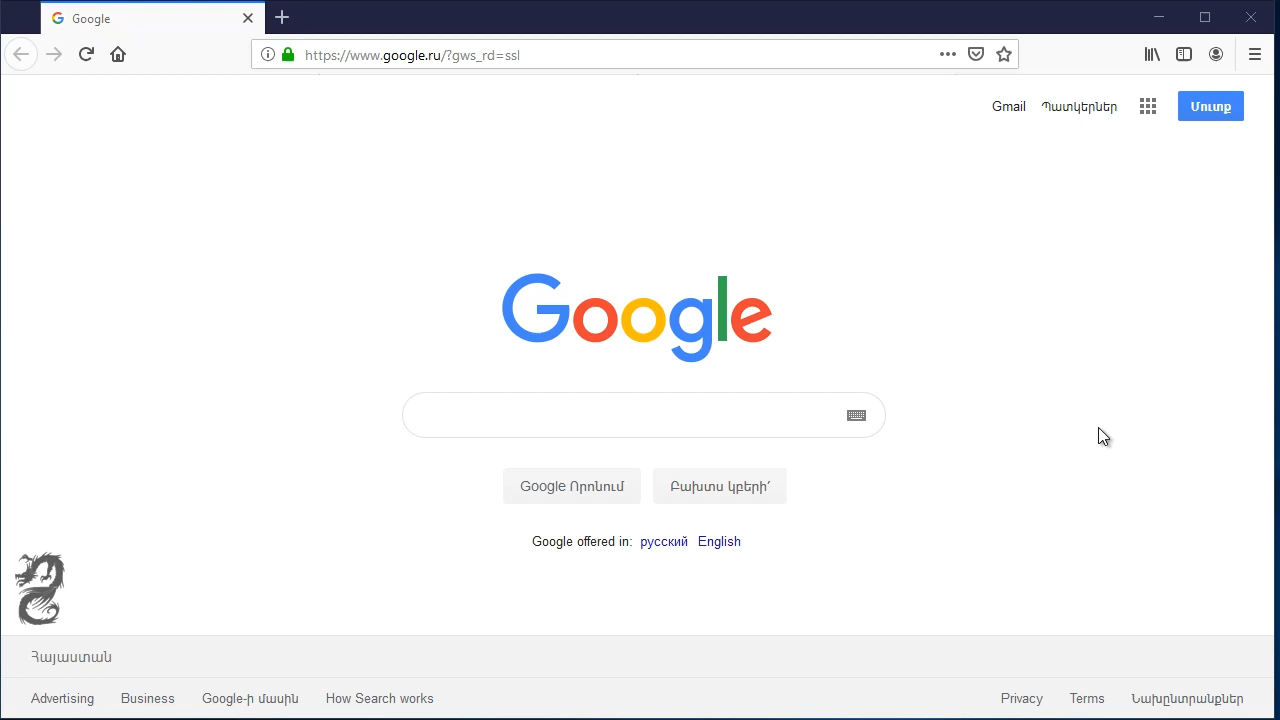 Google
https://www.google.ru/?gws_rd=ssl
Gmail Պատկերներ Մուտք
Google
Google Որոնում Բախտս կբերի՛
Google offered in: русский English
Հայաստան
Advertising Business Google-ի մասին How Search works Privacy Terms Նախընտրանքներ